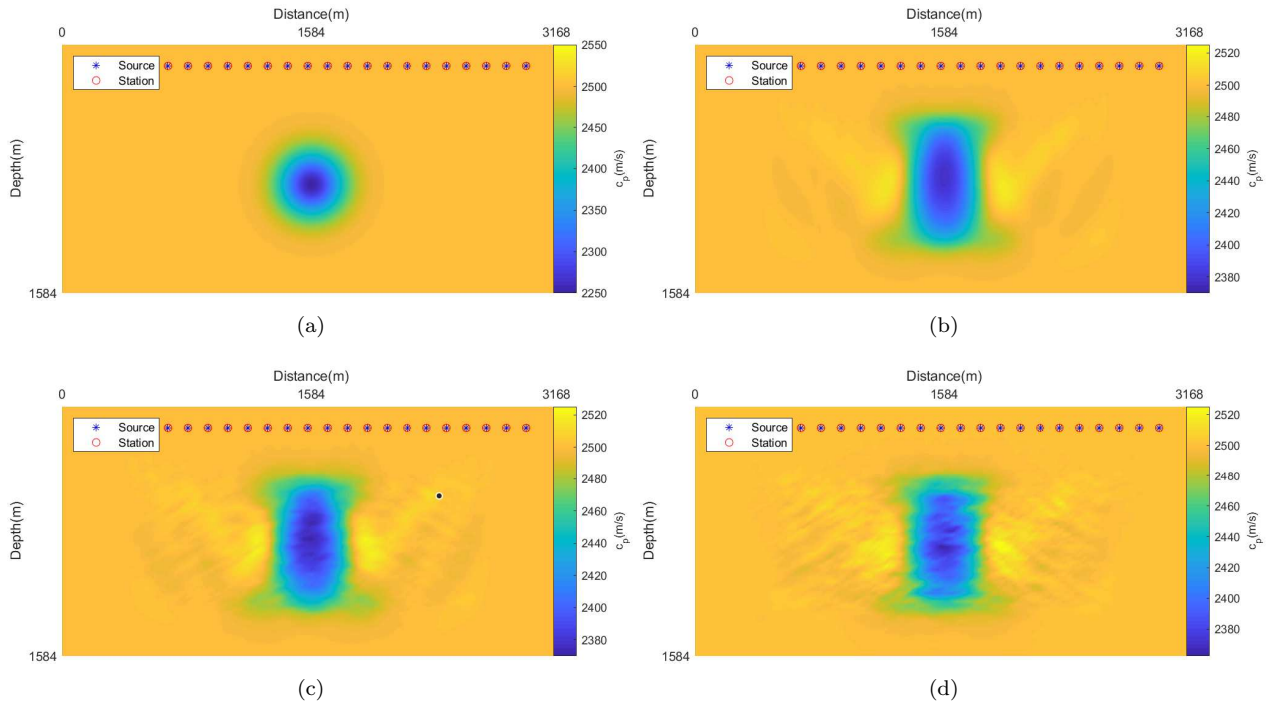 Distance(m)
0 1584 3168
Source
Station
Depth(m)
1584
2550
2500
2450
2400
2350
2300
2250
c_p(m/s)
(a)
Distance(m)
0 1584 3168
Source
Station
Depth(m)
1584
2520
2500
2480
2460
2440
2420
2400
2380
c_p(m/s)
(b)
Distance(m)
0 1584 3168
Source
Station
Depth(m)
1584
2520
2500
2480
2460
2440
2420
2400
2380
c_p(m/s)
(c)
Distance(m)
0 1584 3168
Source
Station
Depth(m)
1584
2520
2500
2480
2460
2440
2420
2400
2380
c_p(m/s)
(d)